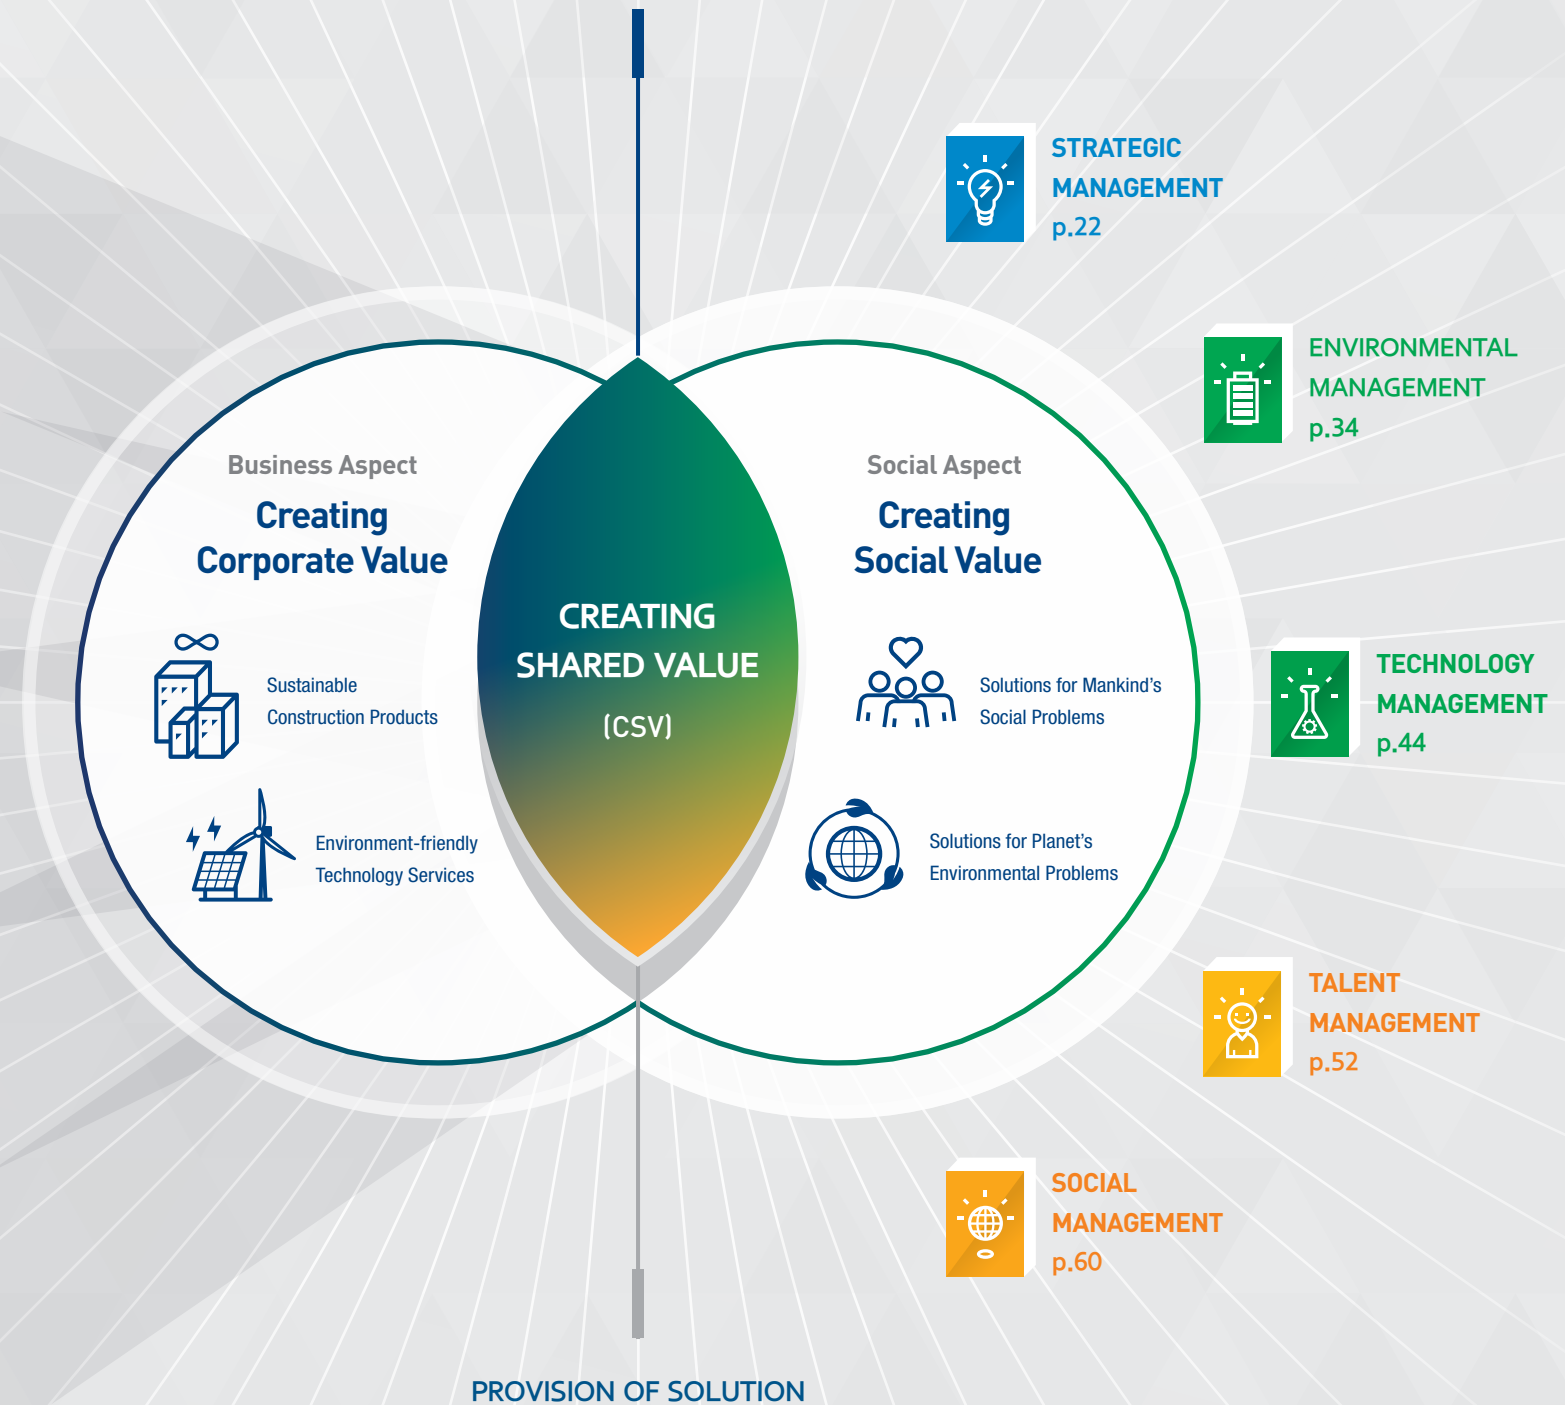 STRATEGIC
MANAGEMENT
p.22
ENVIRONMENTAL
MANAGEMENT
p.34
Business Aspect
Creating
Corporate Value
Sustainable
Construction Products
Environment-friendly
Technology Services
CREATING
SHARED VALUE
(CSV)
Social Aspect
Creating
Social Value
Solutions for Mankind's
Social Problems
Solutions for Planet's
Environmental Problems
TECHNOLOGY
MANAGEMENT
p.44
TALENT
MANAGEMENT
p.52
SOCIAL
MANAGEMENT
p.60
PROVISION OF SOLUTION